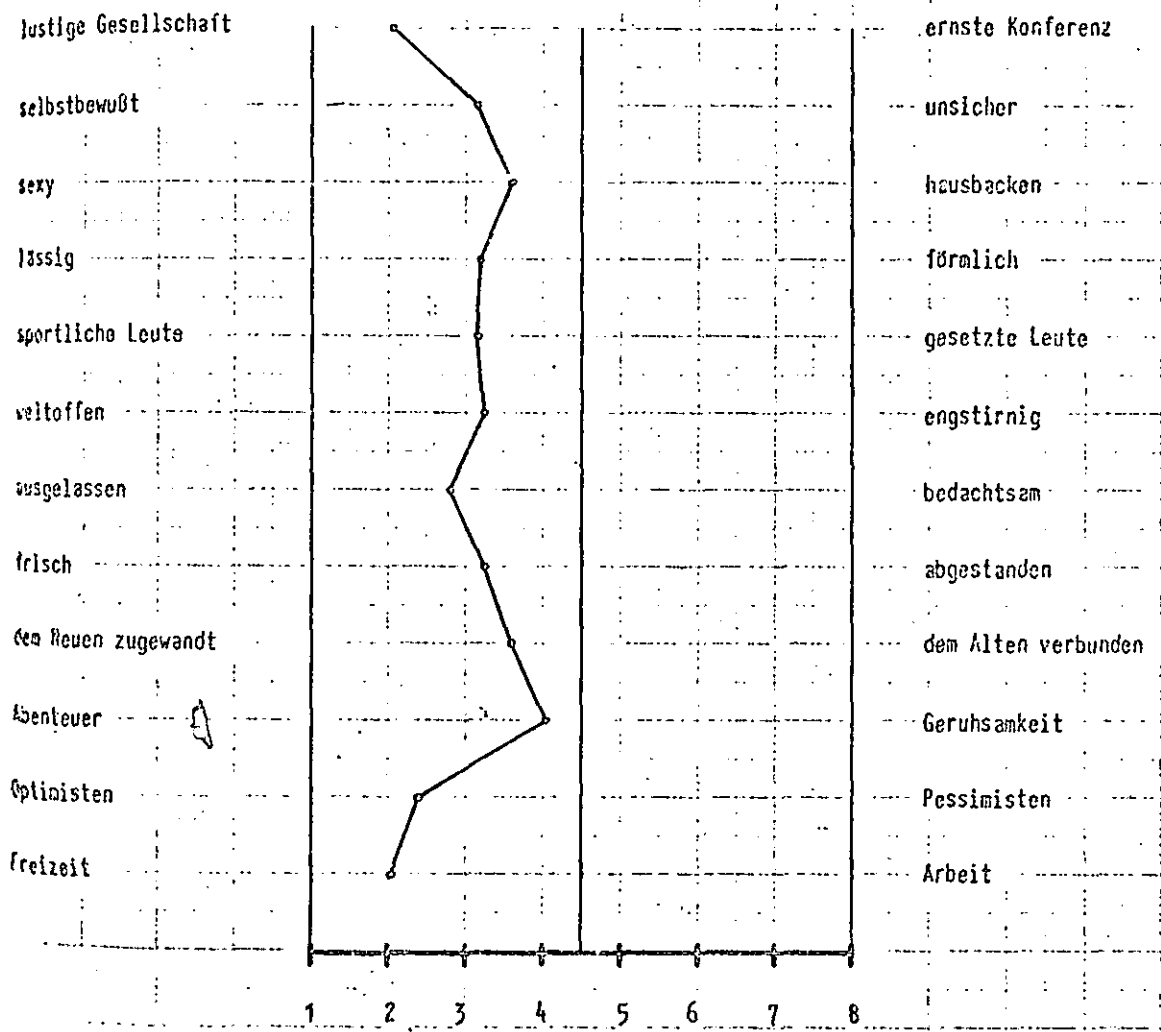 lustige Gesellschaft ernste Konferenz
selbstbewußt unsicher
sexy hausbacken
lässig förmlich
sportliche Leute gesetzte Leute
weltoffen engstirnig
ausgelassen bedachtsam
frisch abgestanden
dem Neuen zugewandt dem Alten verbunden
Abenteuer Geruhsamkeit
Optimisten Pessimisten
Freizeit Arbeit
1 2 3 4 5 6 7 8